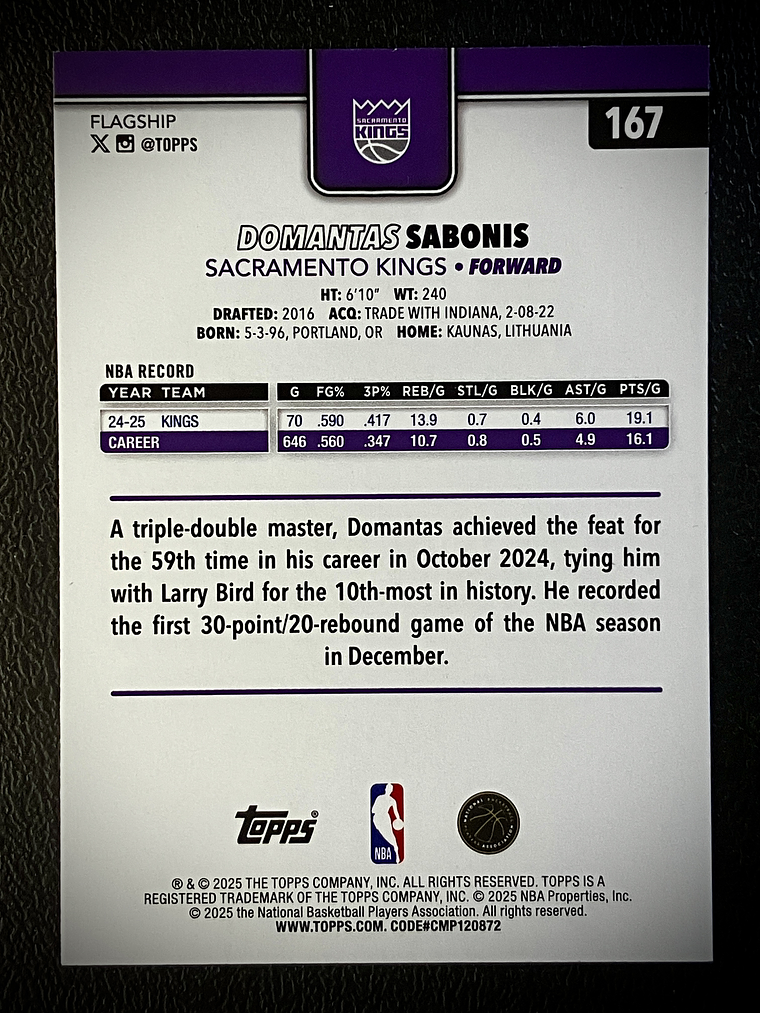 SACRAMENTO
KINGS
FLAGSHIP
167
@TOPPS
DOMANTAS SABONIS
SACRAMENTO KINGS • FORWARD
HT: 6'10" WT: 240
DRAFTED: 2016 ACQ: TRADE WITH INDIANA, 2-08-22
BORN: 5-3-96, PORTLAND, OR HOME: KAUNAS, LITHUANIA
NBA RECORD
YEAR TEAM G FG% 3P% REB/G STL/G BLK/G AST/G PTS/G
24-25 KINGS 70 .590 .417 13.9 0.7 0.4 6.0 19.1
CAREER 646 .560 .347 10.7 0.8 0.5 4.9 16.1
A triple-double master, Domantas achieved the feat for
the 59th time in his career in October 2024, tying him
with Larry Bird for the 10th-most in history. He recorded
the first 30-point/20-rebound game of the NBA season
in December.
Topps®
NBA
NATIONAL BASKETBALL PLAYERS ASSOCIATION
® & © 2025 THE TOPPS COMPANY, INC. ALL RIGHTS RESERVED. TOPPS IS A
REGISTERED TRADEMARK OF THE TOPPS COMPANY, INC. © 2025 NBA Properties, Inc.
© 2025 the National Basketball Players Association. All rights reserved.
WWW.TOPPS.COM. CODE#CMP120872